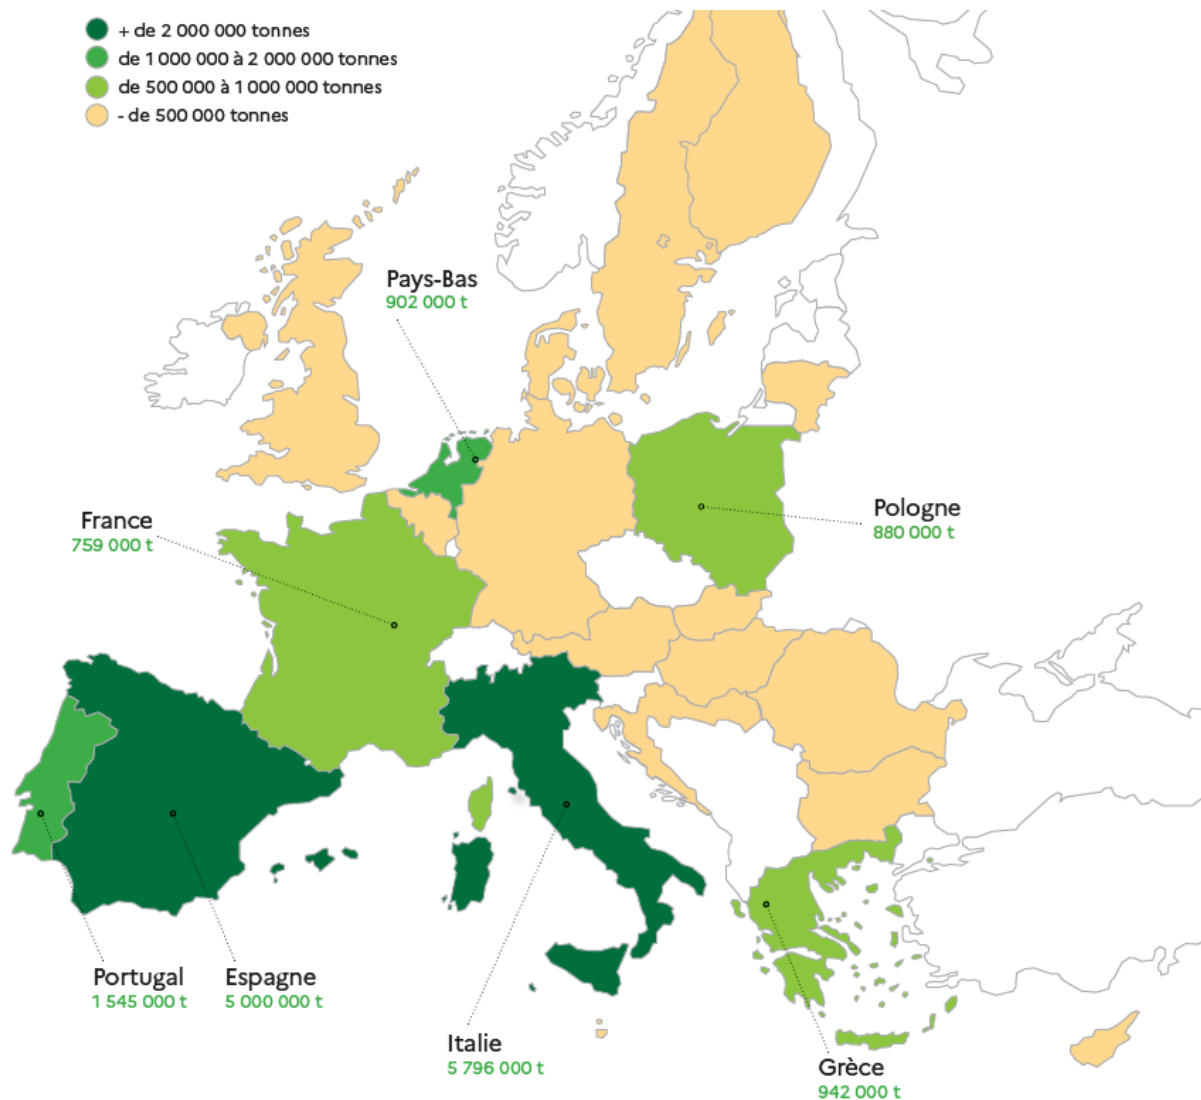 + de 2 000 000 tonnes
de 1 000 000 à 2 000 000 tonnes
de 500 000 à 1 000 000 tonnes
- de 500 000 tonnes
Pays-Bas
902 000 t
France
759 000 t
Pologne
880 000 t
Portugal
1 545 000 t
Espagne
5 000 000 t
Italie
5 796 000 t
Grèce
942 000 t